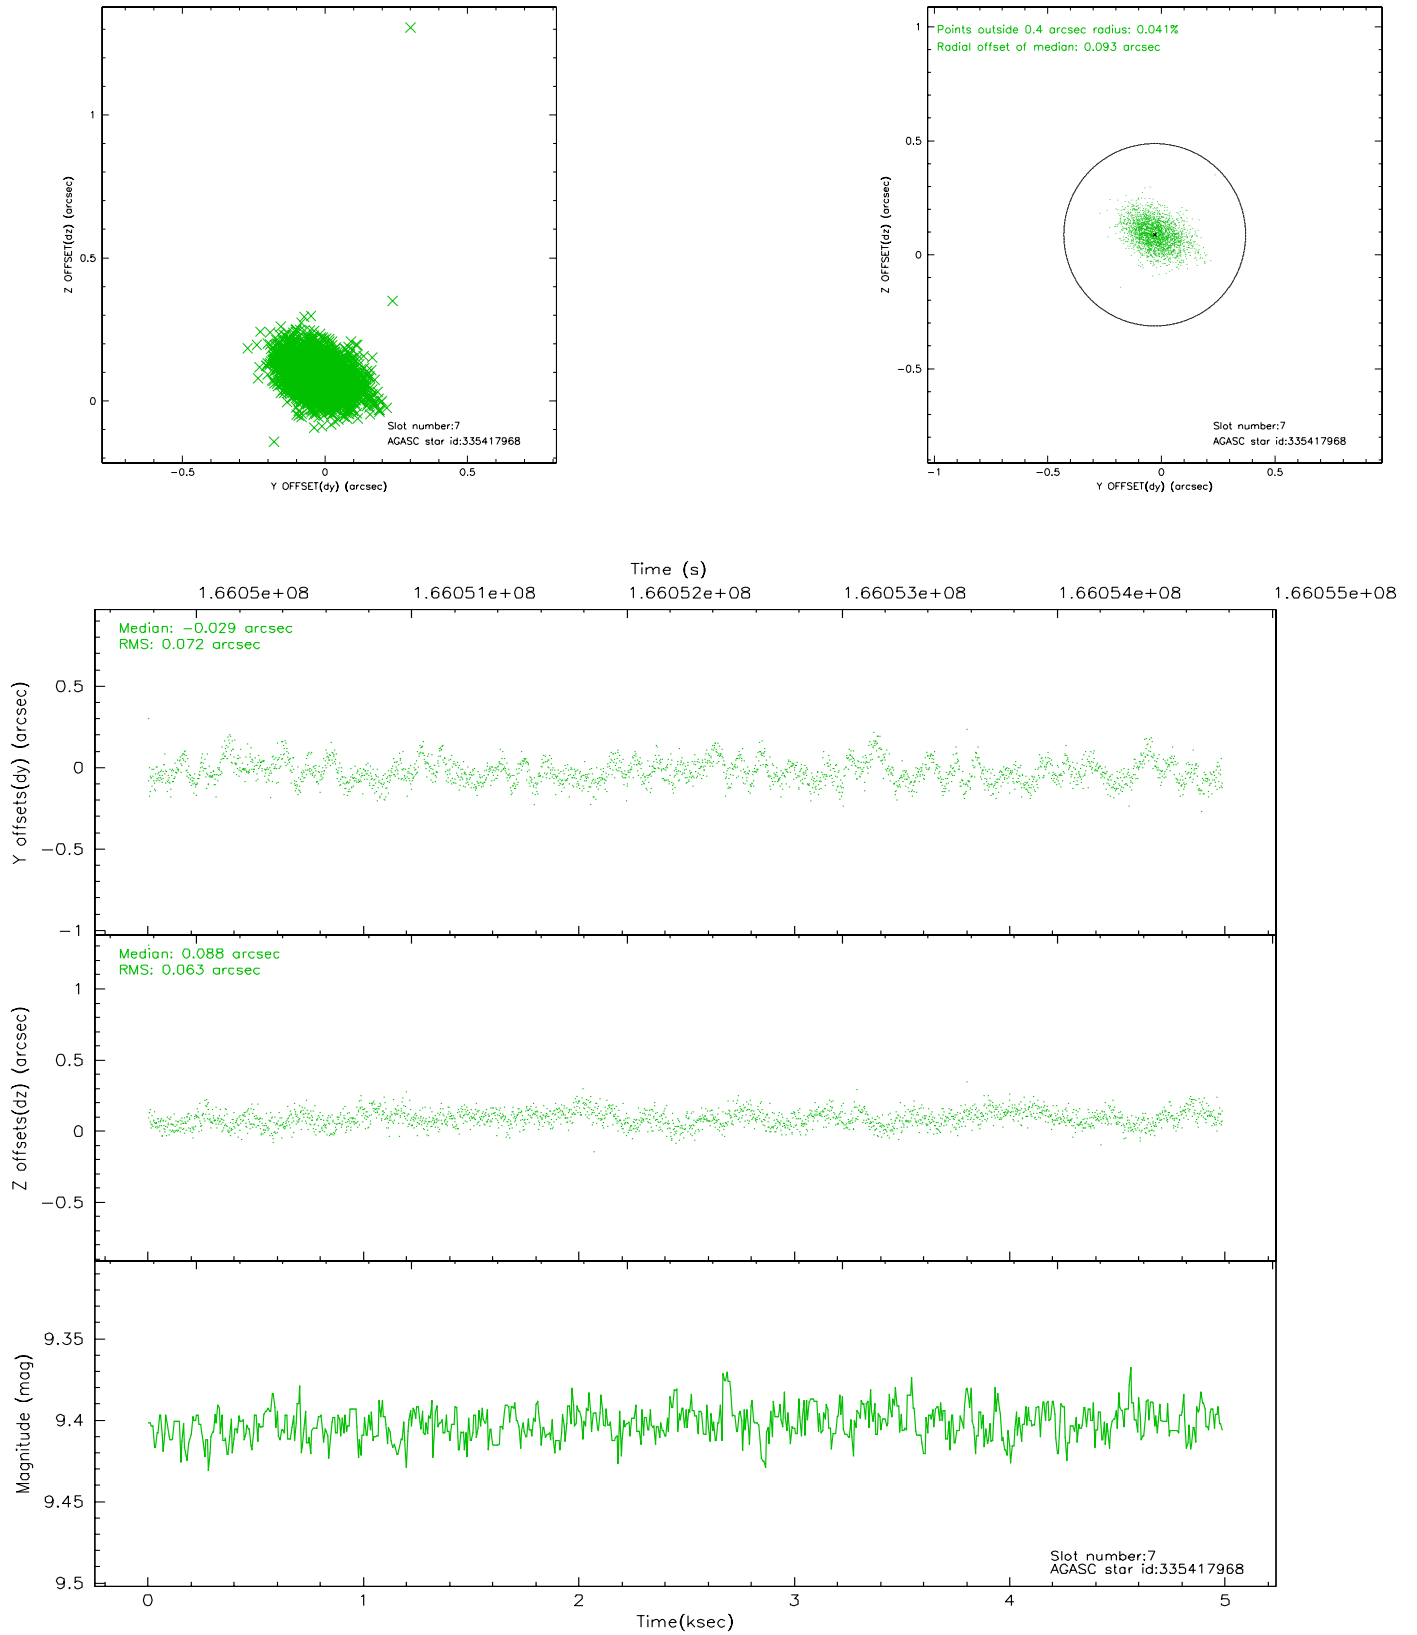 1
0.5
0
Z OFFSET(dz) (arcsec)
-0.5 0 0.5
Y OFFSET(dy) (arcsec)
Slot number:7
AGASC star id:335417968
Points outside 0.4 arcsec radius: 0.041%
Radial offset of median: 0.093 arcsec
1
0.5
0
-0.5
Z OFFSET(dz) (arcsec)
-1 -0.5 0 0.5
Y OFFSET(dy) (arcsec)
Slot number:7
AGASC star id:335417968
Time (s)
1.6605e+08 1.66051e+08 1.66052e+08 1.66053e+08 1.66054e+08 1.66055e+08
Median: -0.029 arcsec
RMS: 0.072 arcsec
0.5
0
-0.5
-1
Y offsets(dy) (arcsec)
Median: 0.088 arcsec
RMS: 0.063 arcsec
1
0.5
0
-0.5
Z offsets(dz) (arcsec)
9.35
9.4
9.45
9.5
Magnitude (mag)
Slot number:7
AGASC star id:335417968
0 1 2 3 4 5
Time(ksec)